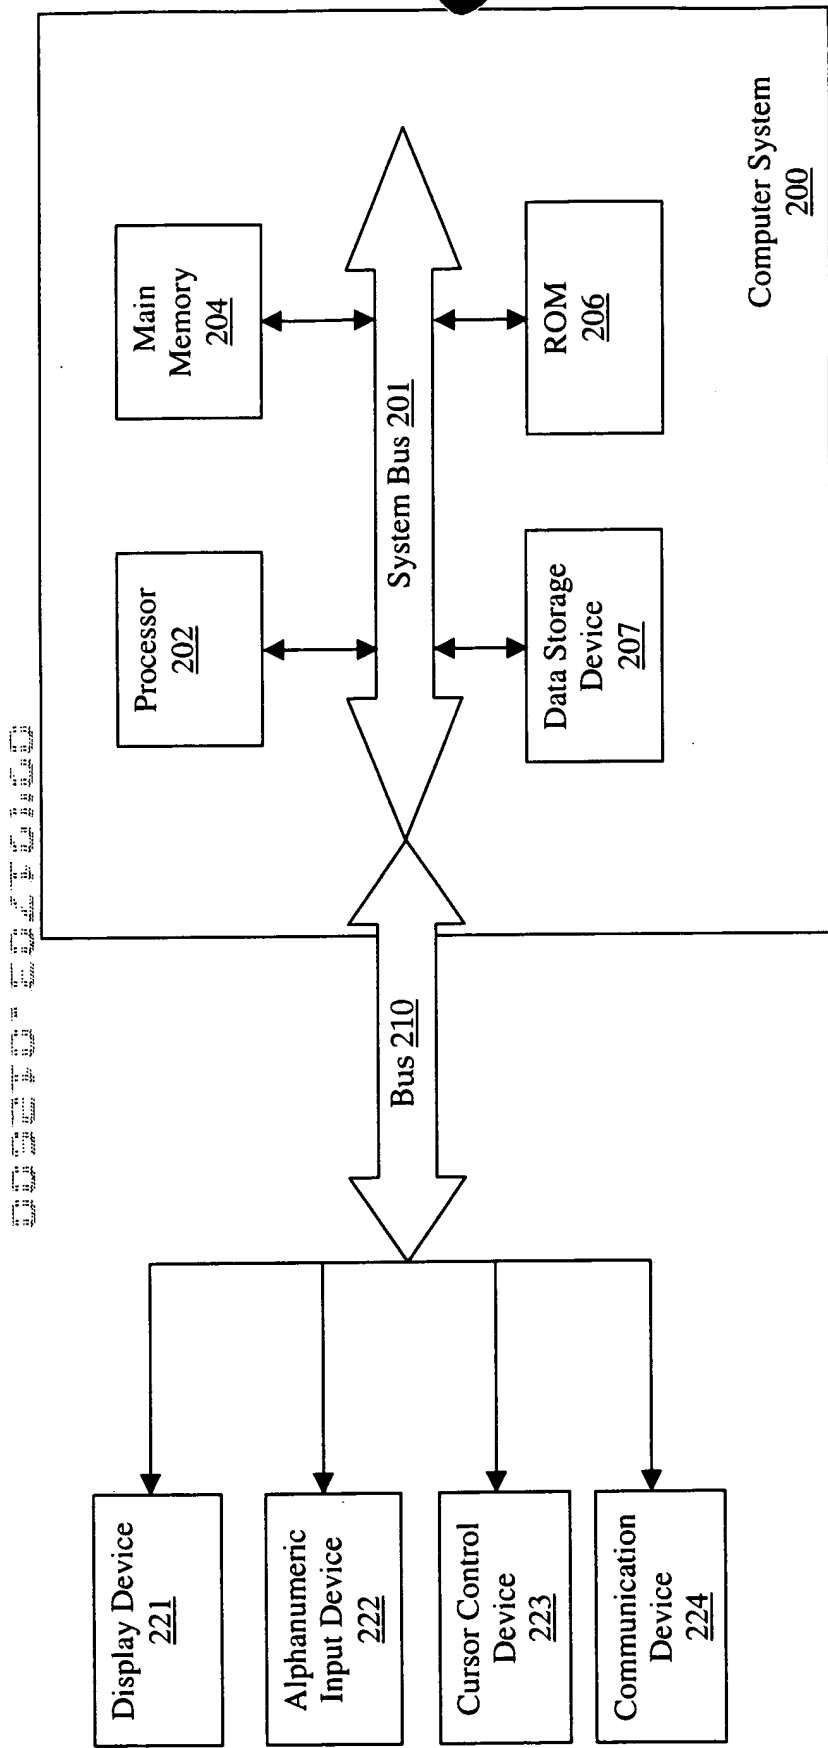 Display Device
221
Alphanumeric
Input Device
222
Cursor Control
Device
223
Communication
Device
224
Bus 210
Processor
202
Main
Memory
204
System Bus 201
Data Storage
Device
207
ROM
206
Computer System
200